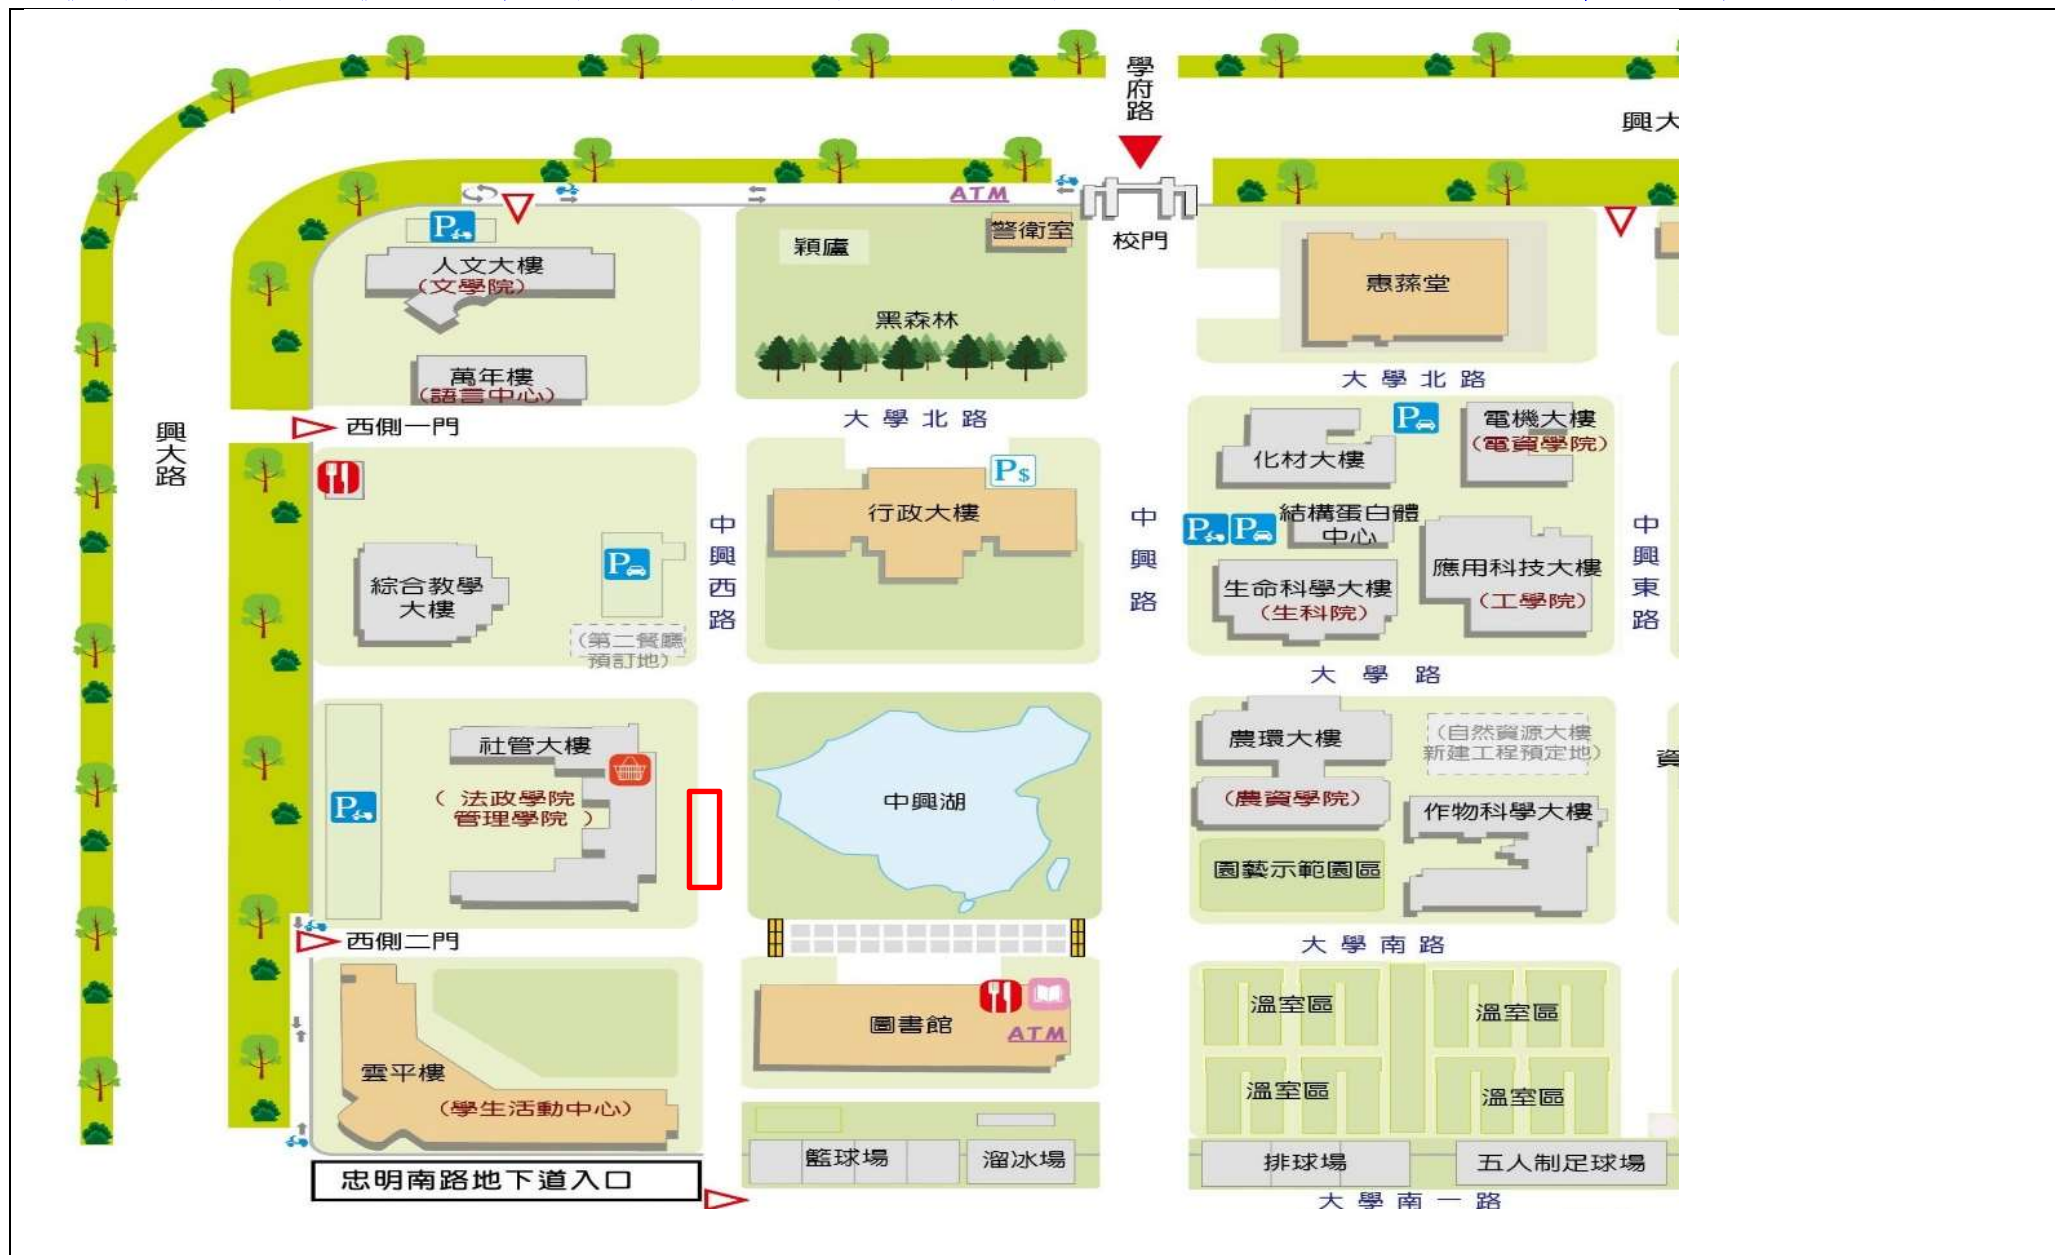 學府路
興大
ATM
校門
警衛室
穎廬
黑森林
人文大樓
(文學院)
萬年樓
(語言中心)
惠蓀堂
大學北路
大學北路
西側一門
興大路
化材大樓
電機大樓
(電資學院)
行政大樓
P$
中興西路
中興路
中興東路
結構蛋白體
中心
綜合教學
大樓
(第二餐廳
預訂地)
生命科學大樓
(生科院)
應用科技大樓
(工學院)
大學路
社管大樓
(法政學院
管理學院)
中興湖
農環大樓
(農資學院)
(自然資源大樓
新建工程預定地)
資
作物科學大樓
園藝示範園區
西側二門
大學南路
圖書館
ATM
雲平樓
(學生活動中心)
溫室區
溫室區
溫室區
溫室區
籃球場
溜冰場
排球場
五人制足球場
忠明南路地下道入口
大學南一路
P
P
P
P
P
P